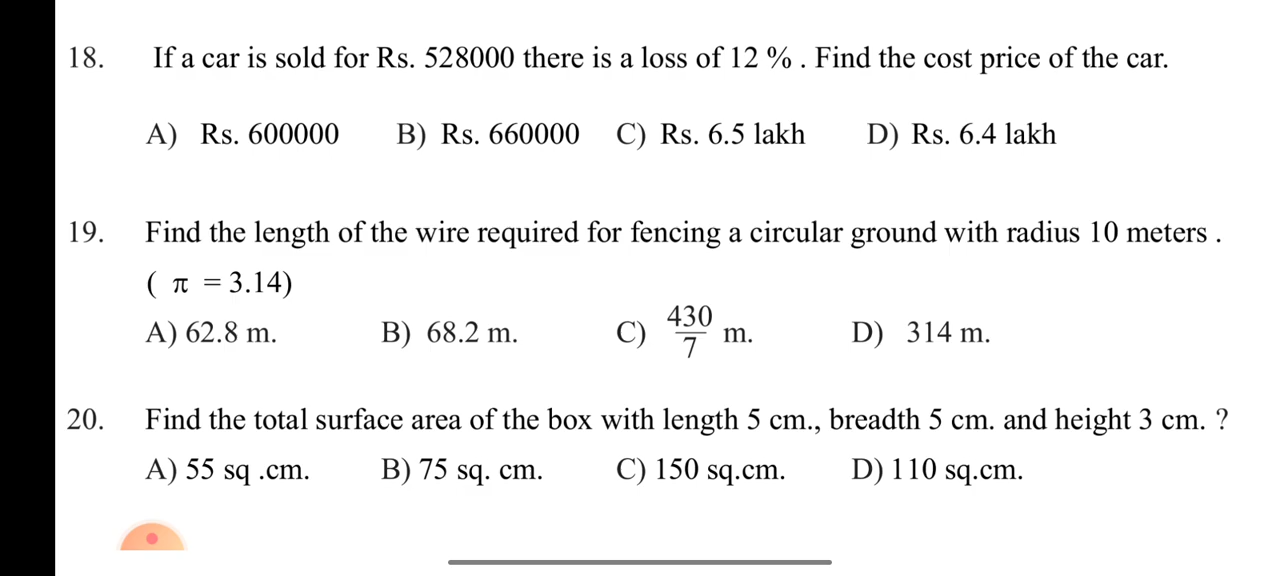 18. If a car is sold for Rs. 528000 there is a loss of 12 % . Find the cost price of the car.
A) Rs. 600000 B) Rs. 660000 C) Rs. 6.5 lakh D) Rs. 6.4 lakh
19. Find the length of the wire required for fencing a circular ground with radius 10 meters .
( π = 3.14)
A) 62.8 m. B) 68.2 m. C) 430/7 m. D) 314 m.
20. Find the total surface area of the box with length 5 cm., breadth 5 cm. and height 3 cm. ?
A) 55 sq .cm. B) 75 sq. cm. C) 150 sq.cm. D) 110 sq.cm.